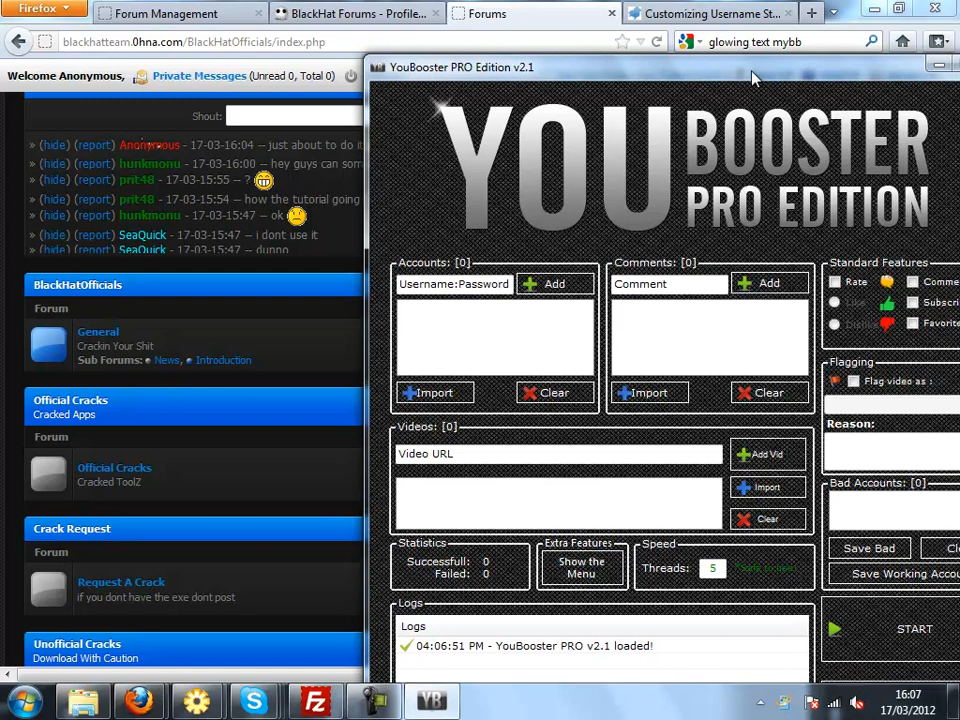 Firefox
Forum Management
BlackHat Forums - Profile...
Forums
Customizing Username St...
blackhatteam.0hna.com/BlackHatOfficials/index.php
glowing text mybb
Welcome Anonymous, Private Messages (Unread 0, Total 0)
YouBooster PRO Edition v2.1
Shout:
» (hide) (report) Anonymous - 17-03-16:04 -- just about to do it
» (hide) (report) hunkmonu - 17-03-16:00 -- hey guys can som
» (hide) (report) prit48 - 17-03-15:55 -- ?
» (hide) (report) prit48 - 17-03-15:54 -- how the tutorial going
» (hide) (report) hunkmonu - 17-03-15:47 -- ok
» (hide) (report) SeaQuick - 17-03-15:47 -- i dont use it
» (hide) (report) SeaQuick - 17-03-15:47 -- dunno
BlackHatOfficials
Forum
General
Crackin Your Shit
Sub Forums: News, Introduction
Official Cracks
Cracked Apps
Forum
Official Cracks
Cracked ToolZ
Crack Request
Forum
Request A Crack
if you dont have the exe dont post
Unofficial Cracks
Download With Caution
YOU BOOSTER
PRO EDITION
Accounts: [0]
Username:Password
Add
Import
Clear
Comments: [0]
Comment
Add
Import
Clear
Standard Features
Rate
Comme
Like
Subscri
Dislike
Favorite
Flagging
Flag video as :
Reason:
Videos: [0]
Video URL
Add Vid
Import
Clear
Bad Accounts: [0]
Save Bad
Cl
Save Working Accou
Statistics
Successfull: 0
Failed: 0
Extra Features
Show the
Menu
Speed
Threads: 5
Logs
Logs
04:06:51 PM - YouBooster PRO v2.1 loaded!
START
YB
16:07
17/03/2012